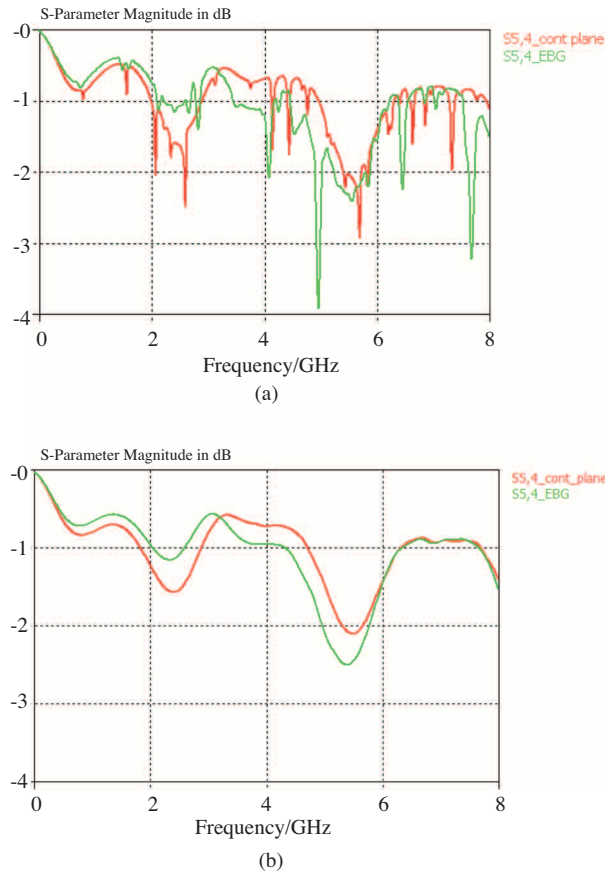 S-Parameter Magnitude in dB
S5,4_cont plane
S5,4_EBG
-0
-1
-2
-3
-4
0 2 4 6 8
Frequency/GHz
(a)
S-Parameter Magnitude in dB
S5,4_cont_plane
S5,4_EBG
-0
-1
-2
-3
-4
0 2 4 6 8
Frequency/GHz
(b)